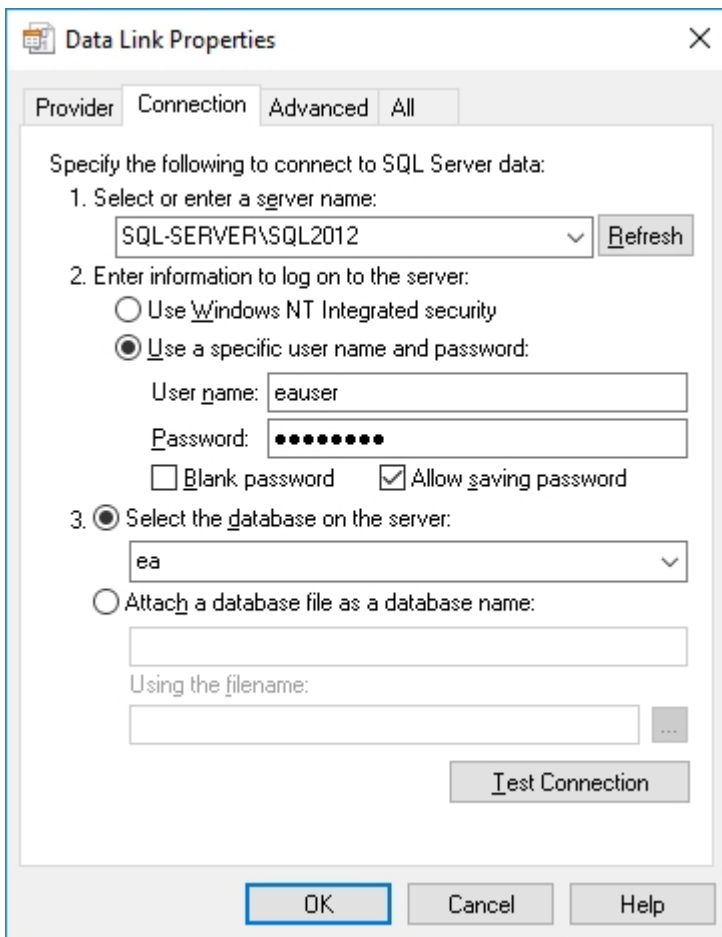 Data Link Properties
Provider Connection Advanced All
Specify the following to connect to SQL Server data:
1. Select or enter a server name:
SQL-SERVER\SQL2012 Refresh
2. Enter information to log on to the server:
Use Windows NT Integrated security
Use a specific user name and password:
User name: eauser
Password: ●●●●●●●●
Blank password Allow saving password
3. Select the database on the server:
ea
Attach a database file as a database name:
Using the filename:
...
Test Connection
OK Cancel Help